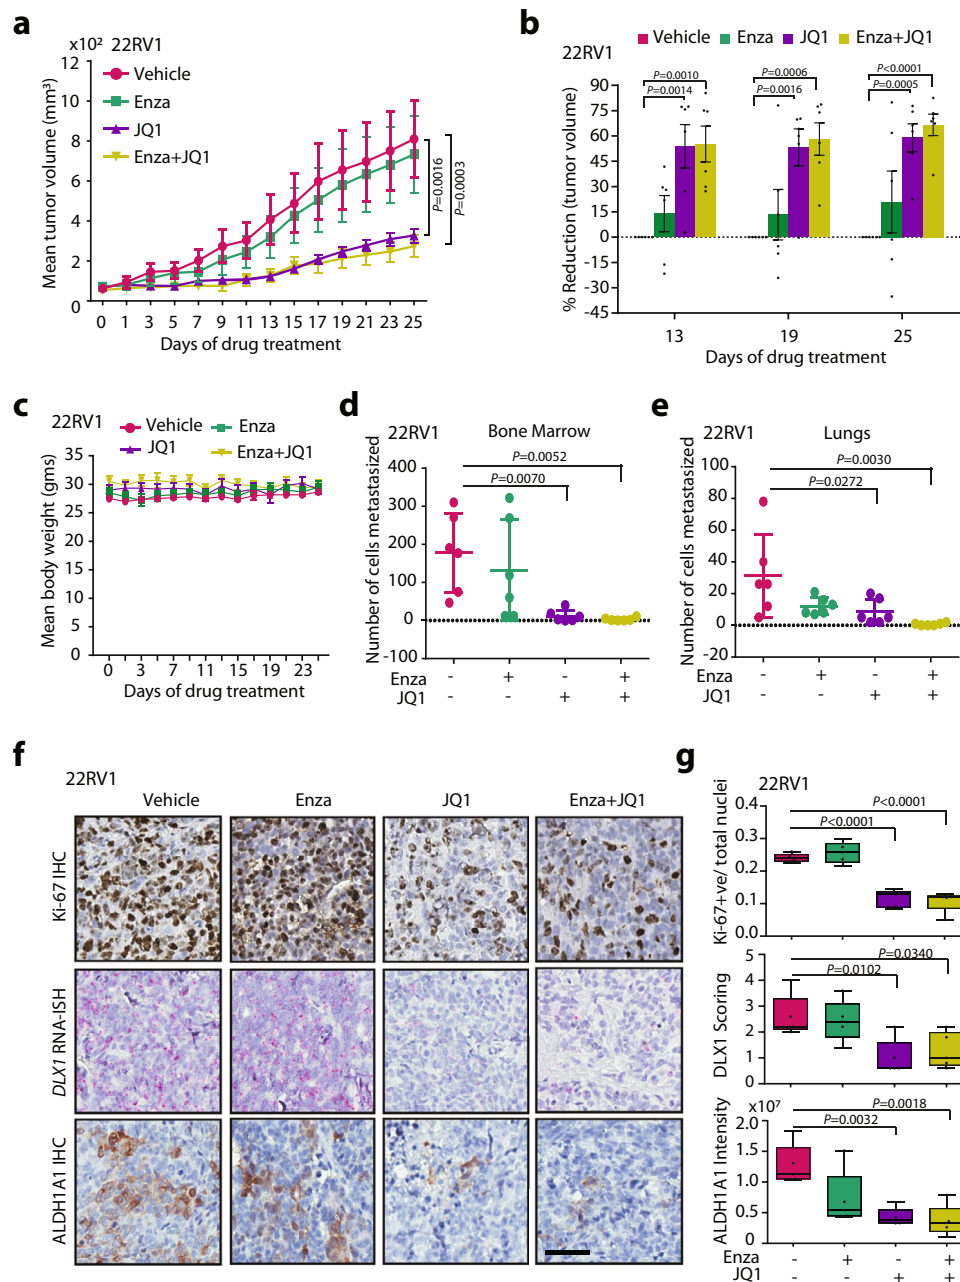 a
22RV1
x10²
Vehicle
Enza
JQ1
Enza+JQ1
Mean tumor volume (mm³)
12
10
8
6
4
2
0
P=0.0016
P=0.0003
0 1 3 5 7 9 11 13 15 17 19 21 23 25
Days of drug treatment
b
Vehicle Enza JQ1 Enza+JQ1
22RV1
% Reduction (tumor volume)
90
75
60
45
30
15
0
-15
-30
-45
P=0.0010
P=0.0014
P=0.0006
P=0.0016
P<0.0001
P=0.0005
13 19 25
Days of drug treatment
c
22RV1
Vehicle Enza
JQ1 Enza+JQ1
Mean body weight (gms)
35
30
25
20
15
10
5
0
0 3 7 11 15 19 23
Days of drug treatment
d
22RV1 Bone Marrow
Number of cells metastasized
400
300
200
100
0
-100
P=0.0052
P=0.0070
Enza - + - +
JQ1 - - + +
e
22RV1 Lungs
Number of cells metastasized
100
80
60
40
20
0
-20
P=0.0030
P=0.0272
- + - +
- - + +
f
22RV1
Vehicle Enza JQ1 Enza+JQ1
Ki-67 IHC
DLX1 RNA-ISH
ALDH1A1 IHC
g
22RV1
Ki-67+ve/ total nuclei
0.4
0.3
0.2
0.1
0
P<0.0001
P<0.0001
DLX1 Scoring
5
4
3
2
1
0
P=0.0340
P=0.0102
ALDH1A1 Intensity
x10⁷
2.0
1.5
1.0
0.5
0
P=0.0018
P=0.0032
Enza - + - +
JQ1 - - + +